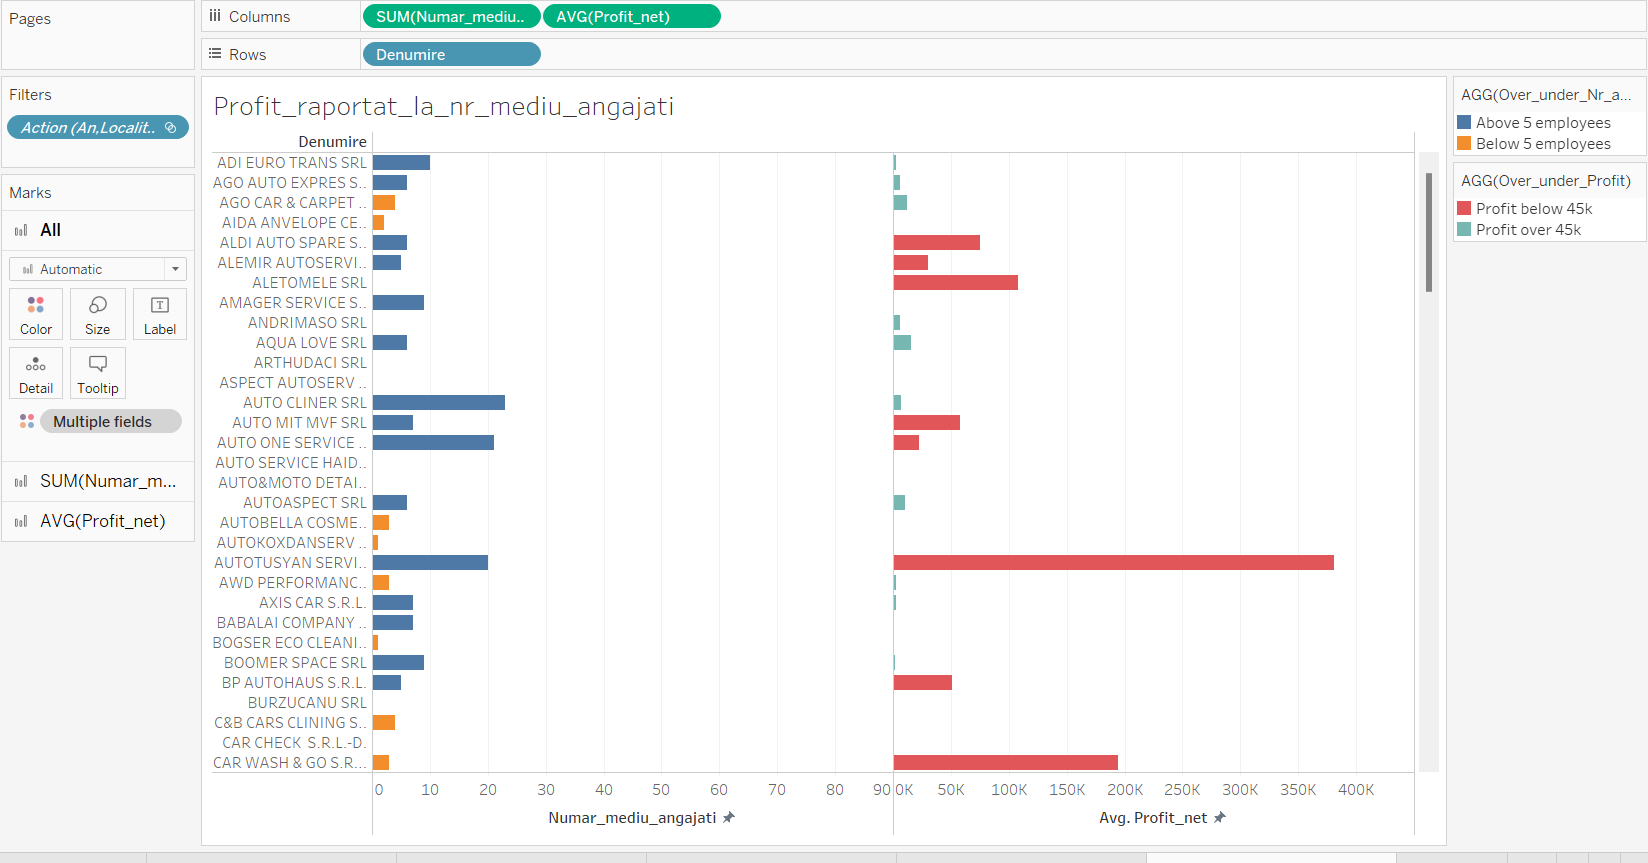 Pages
Columns
SUM(Numar_mediu..
AVG(Profit_net)
Rows
Denumire
Filters
Action (An,Localit..
Marks
All
Automatic
Color
Size
Label
Detail
Tooltip
Multiple fields
SUM(Numar_m...
AVG(Profit_net)
Profit_raportat_la_nr_mediu_angajati
Denumire
ADI EURO TRANS SRL
AGO AUTO EXPRES S..
AGO CAR & CARPET ..
AIDA ANVELOPE CE..
ALDI AUTO SPARE S..
ALEMIR AUTOSERVI..
ALETOMELE SRL
AMAGER SERVICE S..
ANDRIMASO SRL
AQUA LOVE SRL
ARTHUDACI SRL
ASPECT AUTOSERV ..
AUTO CLINER SRL
AUTO MIT MVF SRL
AUTO ONE SERVICE ..
AUTO SERVICE HAID..
AUTO&MOTO DETAI..
AUTOASPECT SRL
AUTOBELLA COSME..
AUTOKOXDANSERV ..
AUTOTUSYAN SERVI..
AWD PERFORMANC..
AXIS CAR S.R.L.
BABALAI COMPANY ..
BOGSER ECO CLEANI..
BOOMER SPACE SRL
BP AUTOHAUS S.R.L.
BURZUCANU SRL
C&B CARS CLINING S..
CAR CHECK S.R.L.-D.
CAR WASH & GO S.R...
0 10 20 30 40 50 60 70 80 90
0K 50K 100K 150K 200K 250K 300K 350K 400K
Numar_mediu_angajati
Avg. Profit_net
AGG(Over_under_Nr_a...
Above 5 employees
Below 5 employees
AGG(Over_under_Profit)
Profit below 45k
Profit over 45k